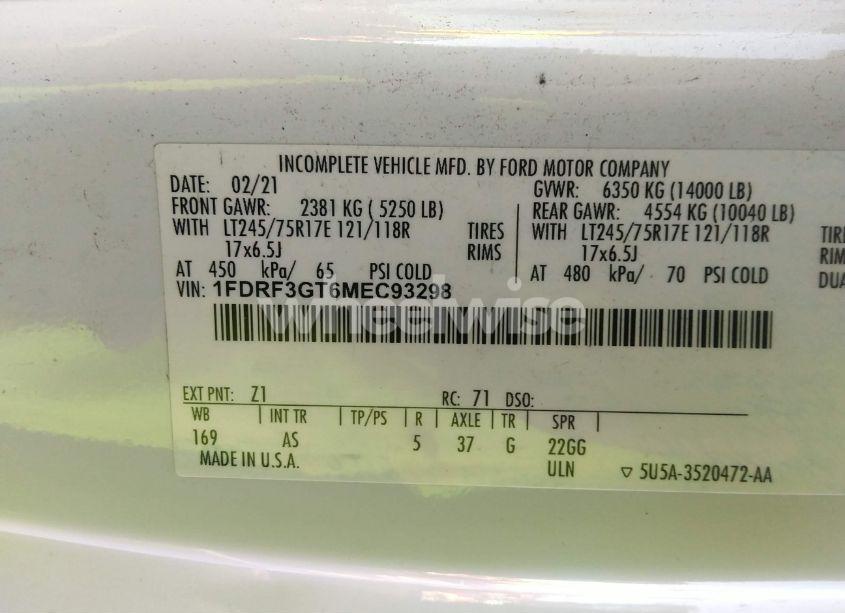 INCOMPLETE VEHICLE MFD. BY FORD MOTOR COMPANY
DATE: 02/21 GVWR: 6350 KG (14000 LB)
FRONT GAWR: 2381 KG ( 5250 LB) REAR GAWR: 4554 KG (10040 LB)
WITH LT245/75R17E 121/118R TIRES WITH LT245/75R17E 121/118R TIRE
17x6.5J RIMS 17x6.5J RIM
AT 450 kPa/ 65 PSI COLD AT 480 kPa/ 70 PSI COLD DUA
VIN: 1FDRF3GT6MEC93298
wheelwise
EXT PNT: Z1 RC: 71 DSO:
WB INT TR TP/PS R AXLE TR SPR
169 AS 5 37 G 22GG
MADE IN U.S.A. ULN ▽ 5U5A-3520472-AA